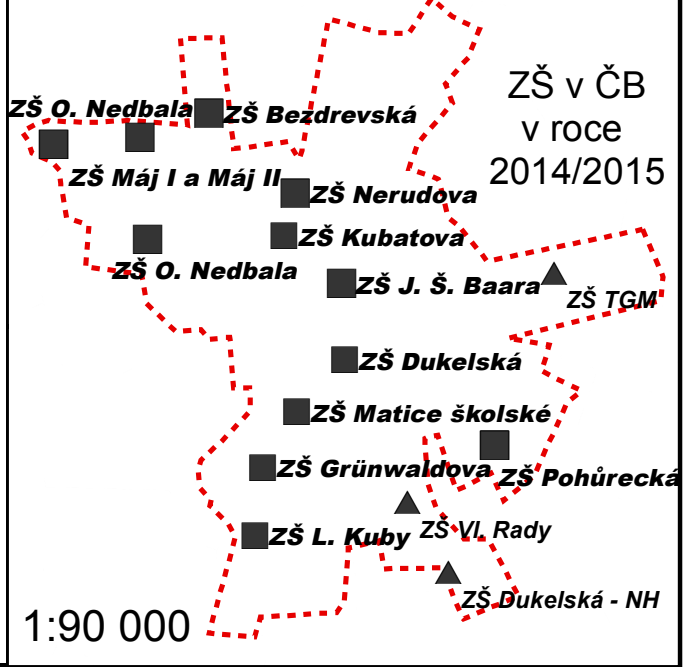 ZŠ v ČB
v roce
2014/2015
ZŠ O. Nedbala
ZŠ Bezdrevská
ZŠ Máj I a Máj II
ZŠ Nerudova
ZŠ Kubatova
ZŠ O. Nedbala
ZŠ J. Š. Baara
ZŠ TGM
ZŠ Dukelská
ZŠ Matice školské
ZŠ Grünwaldova
ZŠ Pohůrecká
ZŠ Vl. Rady
ZŠ L. Kuby
ZŠ Dukelská - NH
1:90 000